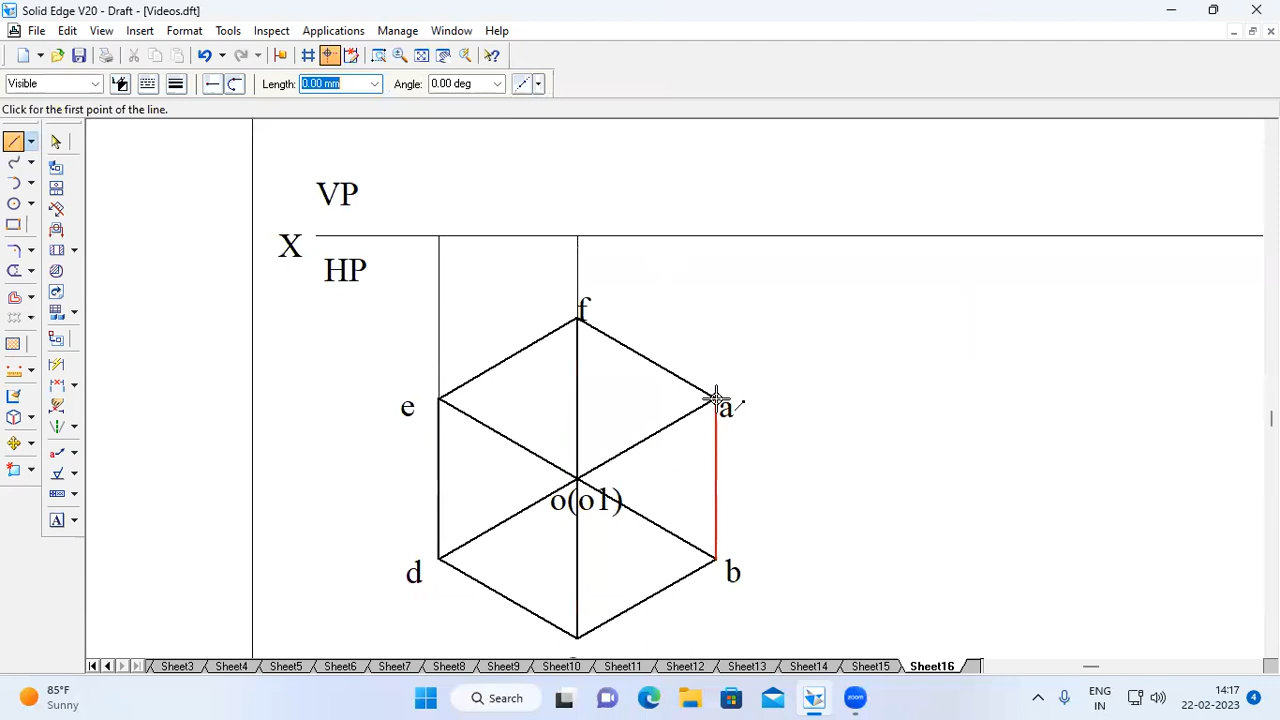 Solid Edge V20 - Draft - [Videos.dft]
File Edit View Insert Format Tools Inspect Applications Manage Window Help
Visible Length: 0.00 mm Angle: 0.00 deg
Click for the first point of the line.
VP
X
HP
f
e
a
o(o1)
d
b
Sheet3 Sheet4 Sheet5 Sheet6 Sheet7 Sheet8 Sheet9 Sheet10 Sheet11 Sheet12 Sheet13 Sheet14 Sheet15 Sheet16
85°F
Sunny
Search
ENG
IN
14:17
22-02-2023
4